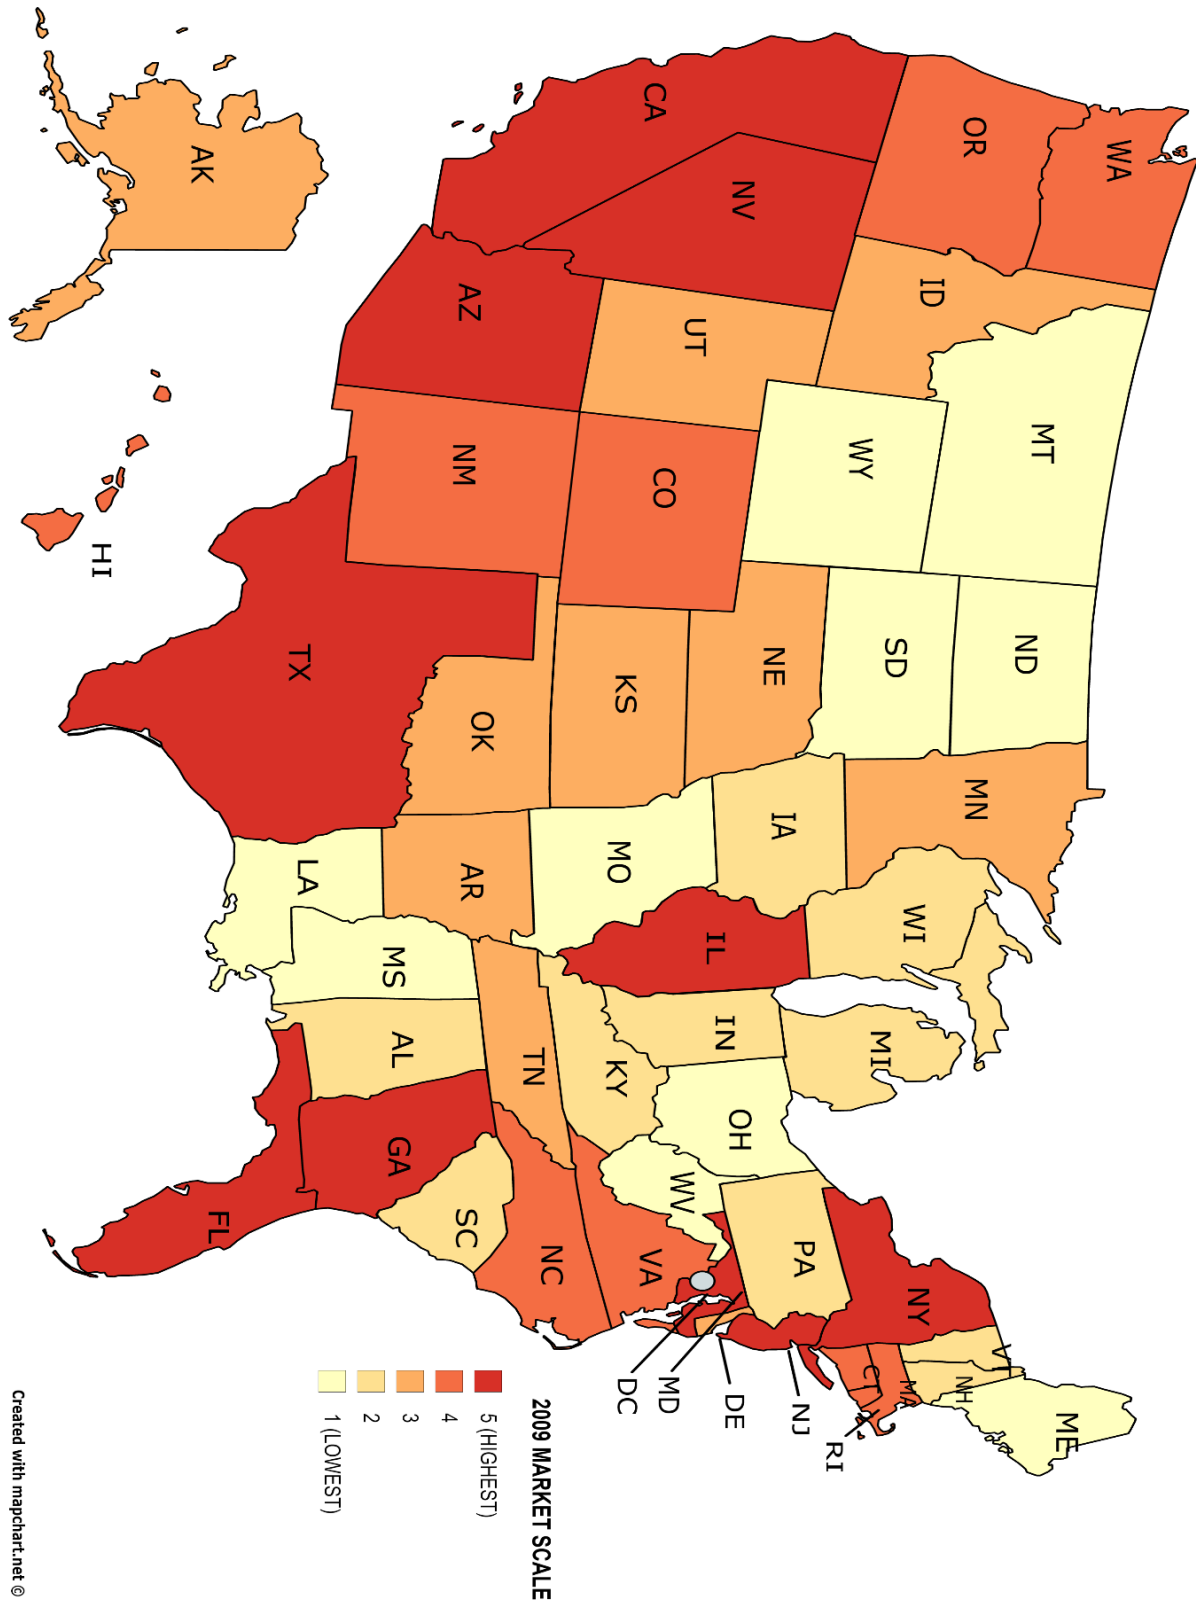 WA
OR
CA
NV
ID
MT
WY
UT
AZ
CO
NM
ND
SD
NE
KS
OK
TX
MN
IA
MO
AR
LA
WI
IL
MI
IN
OH
KY
TN
MS
AL
GA
FL
SC
NC
VA
WV
PA
NY
VT
NH
ME
MA
CT
RI
NJ
DE
MD
DC
AK
HI
2009 MARKET SCALE
5 (HIGHEST)
4
3
2
1 (LOWEST)
Created with mapchart.net ©